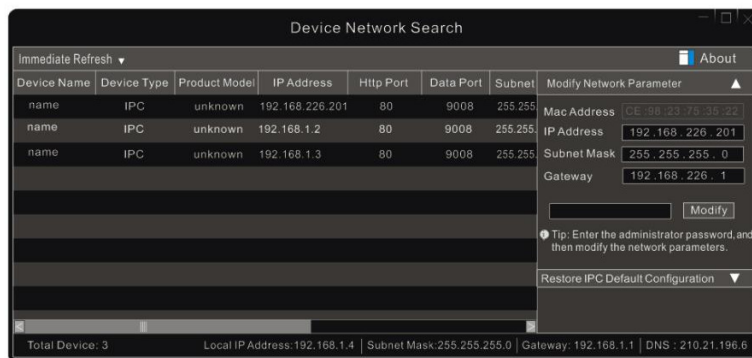 Device Network Search
Immediate Refresh
About
Device Name Device Type Product Model IP Address Http Port Data Port Subnet
name IPC unknown 192.168.226.201 80 9008 255.255.
name IPC unknown 192.168.1.2 80 9008 255.255.
name IPC unknown 192.168.1.3 80 9008 255.255.
Modify Network Parameter
Mac Address CE:98:23:75:35:22
IP Address 192.168.226.201
Subnet Mask 255.255.255.0
Gateway 192.168.226.1
Modify
Tip: Enter the administrator password, and
then modify the network parameters.
Restore IPC Default Configuration
Total Device: 3 Local IP Address:192.168.1.4 Subnet Mask:255.255.255.0 Gateway: 192.168.1.1 DNS : 210.21.196.6